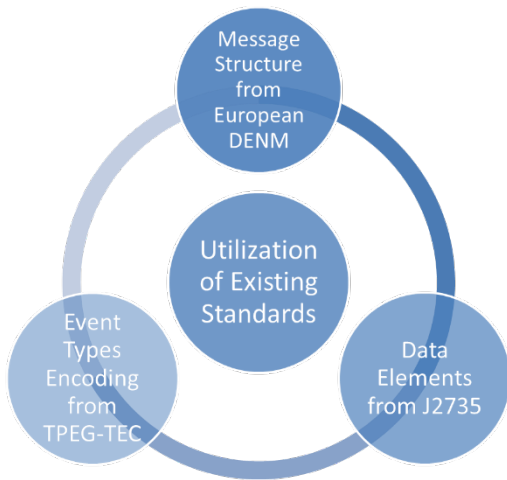 Message
Structure
from
European
DENM
Utilization
of Existing
Standards
Event
Types
Encoding
from
TPEG-TEC
Data
Elements
from J2735